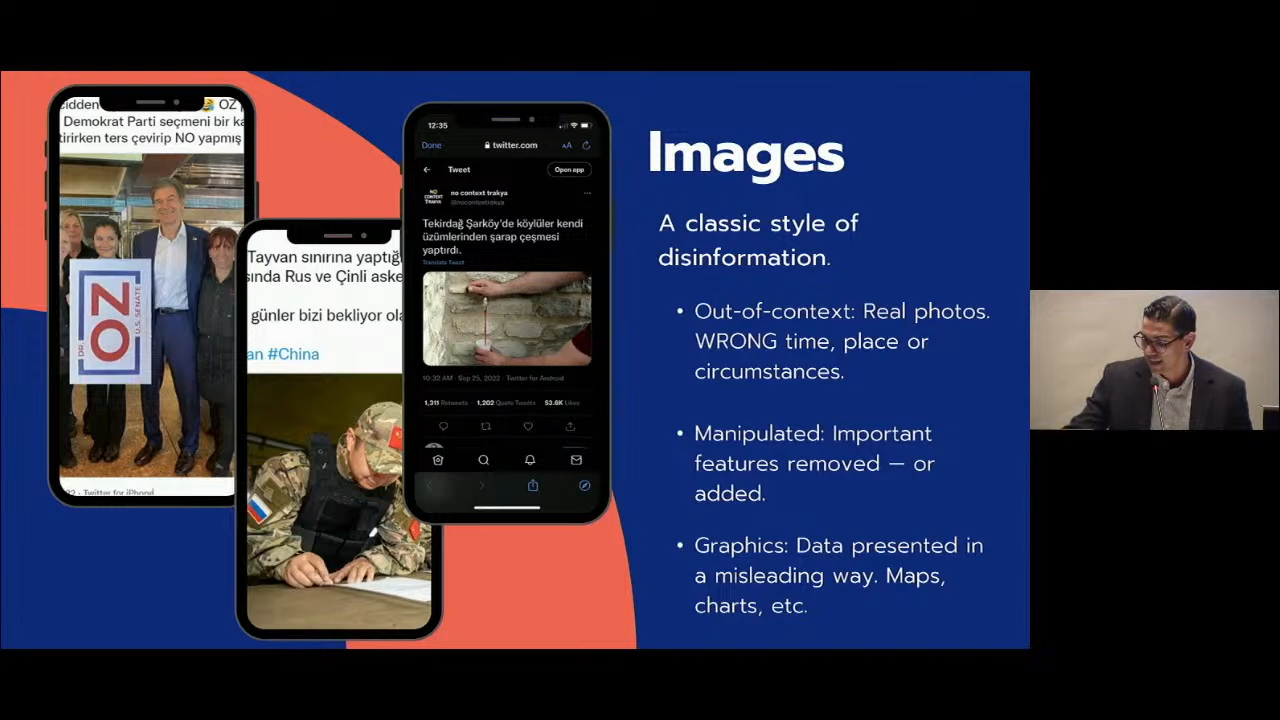 cidden
OZ
Demokrat Parti seçmeni bir ka
tirirken ters çevirip NO yapmış
DR.
OZ
U.S. SENATE
22 · Twitter for iPhone
Tayvan sınırına yaptığ
sında Rus ve Çinli aske
günler bizi bekliyor ola
an #China
12:35
Done
twitter.com
AA
Tweet
Open app
NO
CONTEXT
TRAKYA
no context trakya
@nocontexttrakya
Tekirdağ Şarköy'de köylüler kendi
üzümlerinden şarap çeşmesi
yaptırdı.
Translate Tweet
10:32 AM · Sep 25, 2022 · Twitter for Android
1,311 Retweets 1,202 Quote Tweets 53.6K Likes
Images
A classic style of
disinformation.
• Out-of-context: Real photos.
WRONG time, place or
circumstances.
• Manipulated: Important
features removed — or
added.
• Graphics: Data presented in
a misleading way. Maps,
charts, etc.